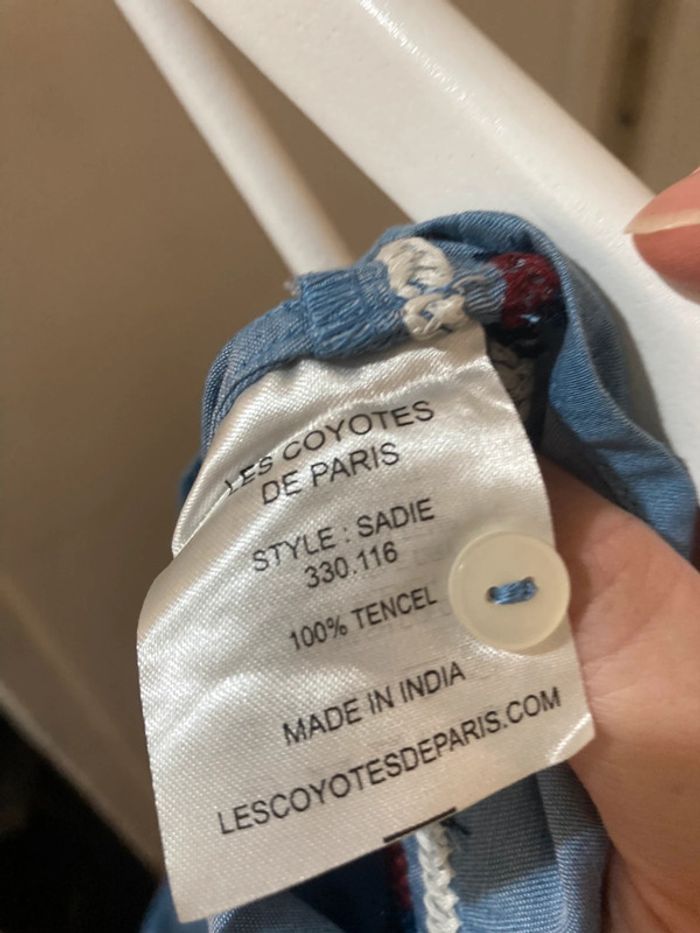 LES COYOTES
DE PARIS
STYLE : SADIE
330.116
100% TENCEL
MADE IN INDIA
LESCOYOTESDEPARIS.COM